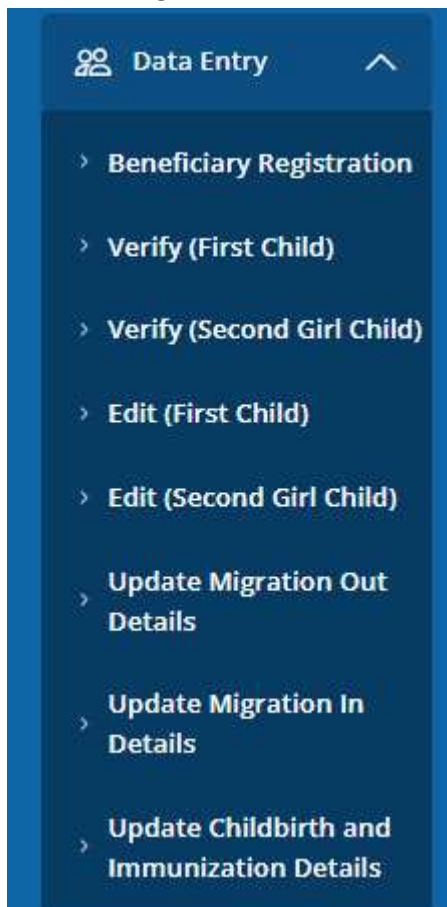 Data Entry
Beneficiary Registration
Verify (First Child)
Verify (Second Girl Child)
Edit (First Child)
Edit (Second Girl Child)
Update Migration Out
Details
Update Migration In
Details
Update Childbirth and
Immunization Details